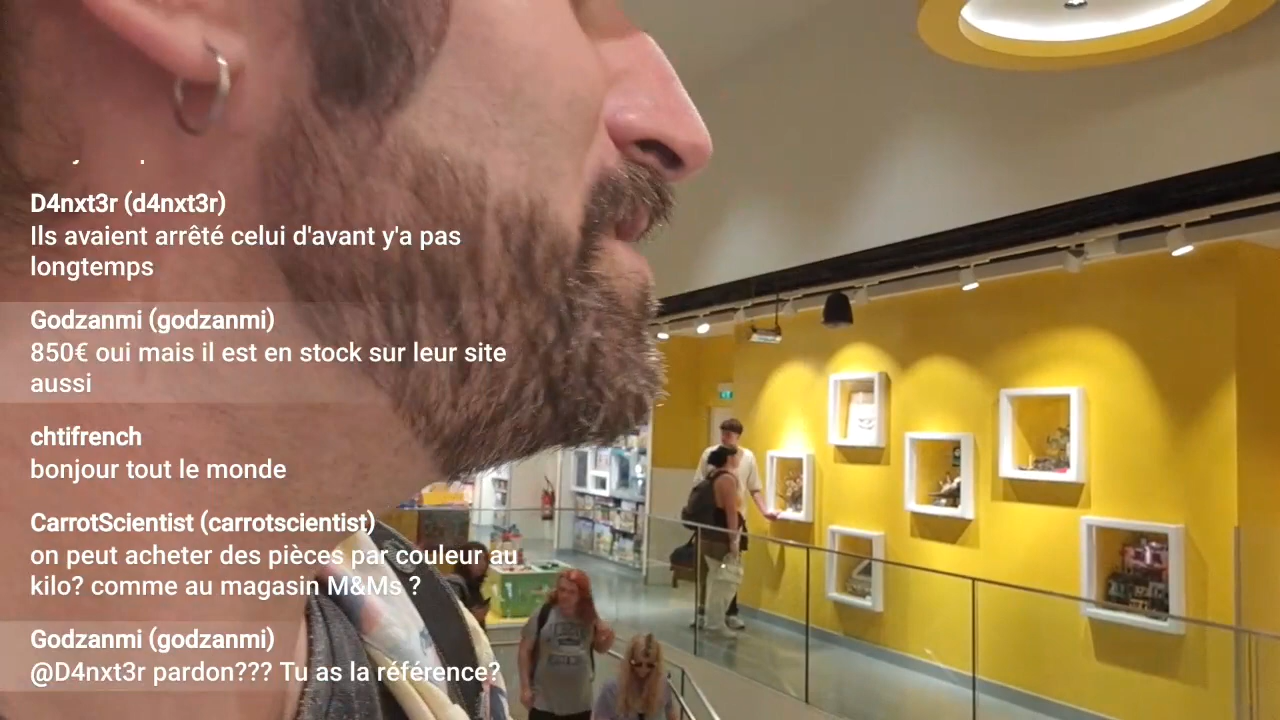 D4nxt3r (d4nxt3r)
Ils avaient arrêté celui d'avant y'a pas
longtemps
Godzanmi (godzanmi)
850€ oui mais il est en stock sur leur site
aussi
chtifrench
bonjour tout le monde
CarrotScientist (carrotscientist)
on peut acheter des pièces par couleur au
kilo? comme au magasin M&Ms ?
Godzanmi (godzanmi)
@D4nxt3r pardon??? Tu as la référence?